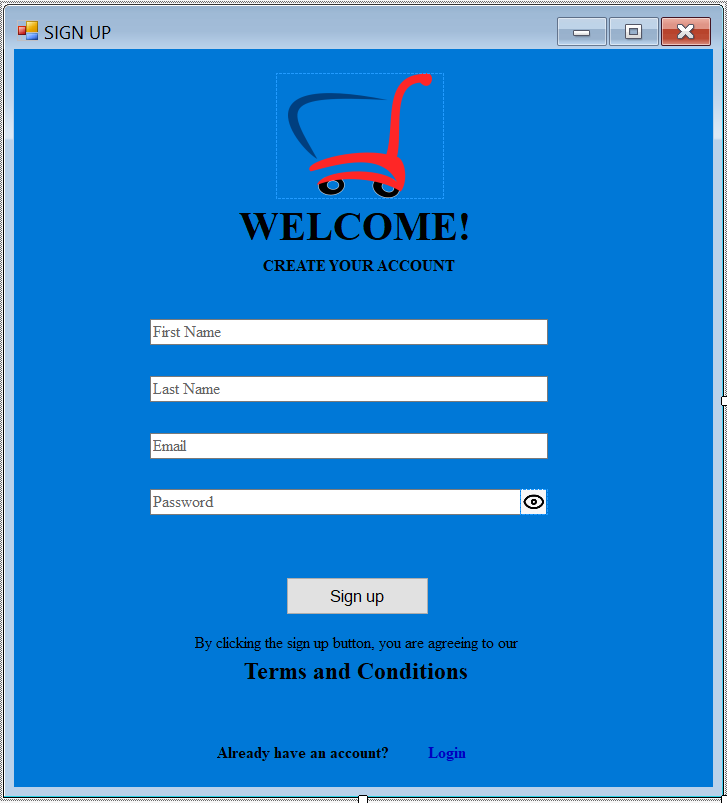 SIGN UP
WELCOME!
CREATE YOUR ACCOUNT
First Name
Last Name
Email
Password
Sign up
By clicking the sign up button, you are agreeing to our
Terms and Conditions
Already have an account? Login